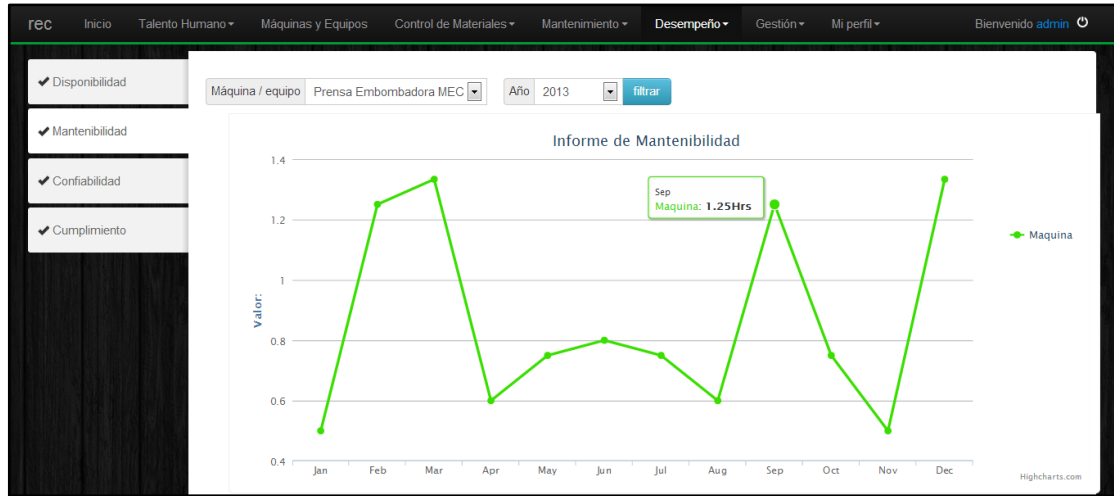 rec Inicio Talento Humano Máquinas y Equipos Control de Materiales Mantenimiento Desempeño Gestión Mi perfil Bienvenido admin
Disponibilidad
Mantenibilidad
Confiabilidad
Cumplimiento
Máquina / equipo Prensa Embombadora MEC Año 2013 filtrar
Informe de Mantenibilidad
1.4
1.2
1
0.8
0.6
0.4
Valor:
Sep
Maquina: 1.25Hrs
Maquina
Jan Feb Mar Apr May Jun Jul Aug Sep Oct Nov Dec
Highcharts.com